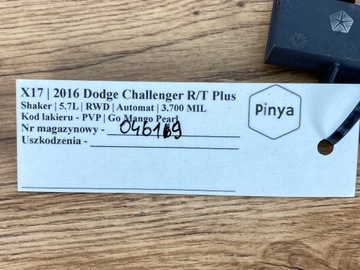 X17 | 2016 Dodge Challenger R/T Plus
Shaker | 5.7L | RWD | Automat | 3.700 MIL
Kod lakieru - PVP | Go Mango Pearl
Nr magazynowy - 046169
Uszkodzenia -
Pinya